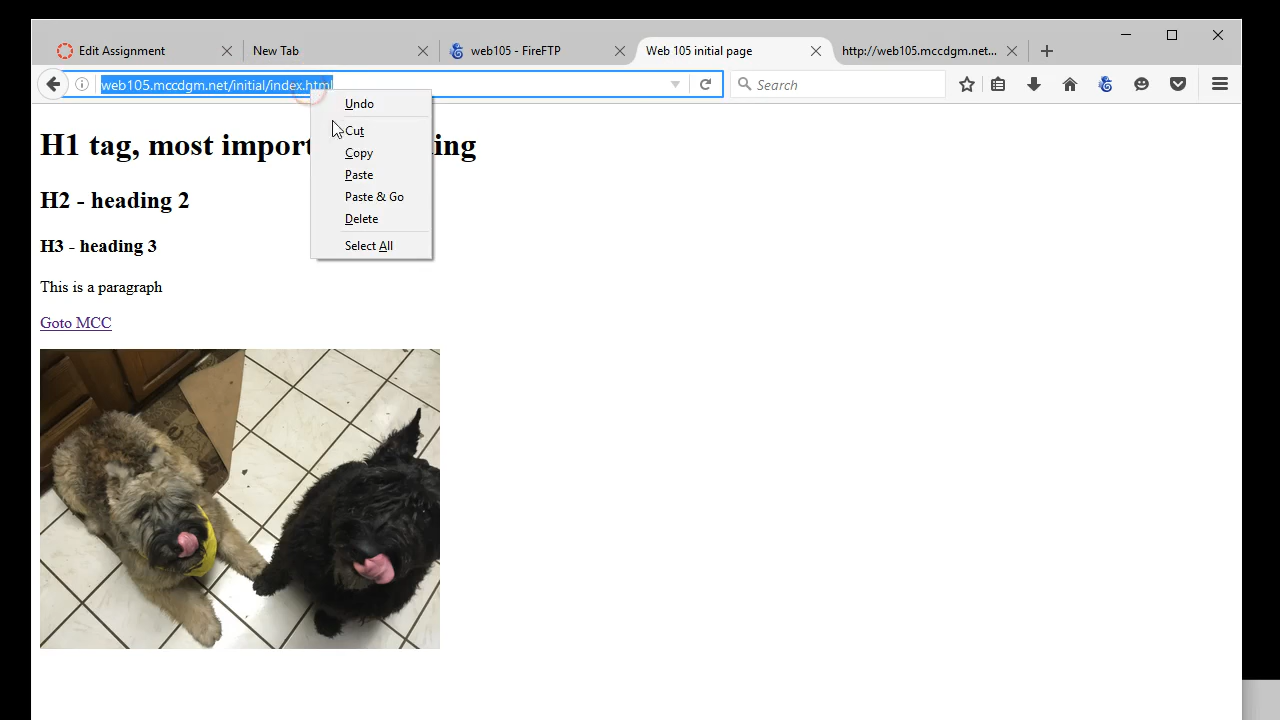 Edit Assignment
New Tab
web105 - FireFTP
Web 105 initial page
http://web105.mccdgm.net...
web105.mccdgm.net/initial/index.html
Search
Undo
Cut
Copy
Paste
Paste & Go
Delete
Select All
H1 tag, most import ing
H2 - heading 2
H3 - heading 3
This is a paragraph
Goto MCC